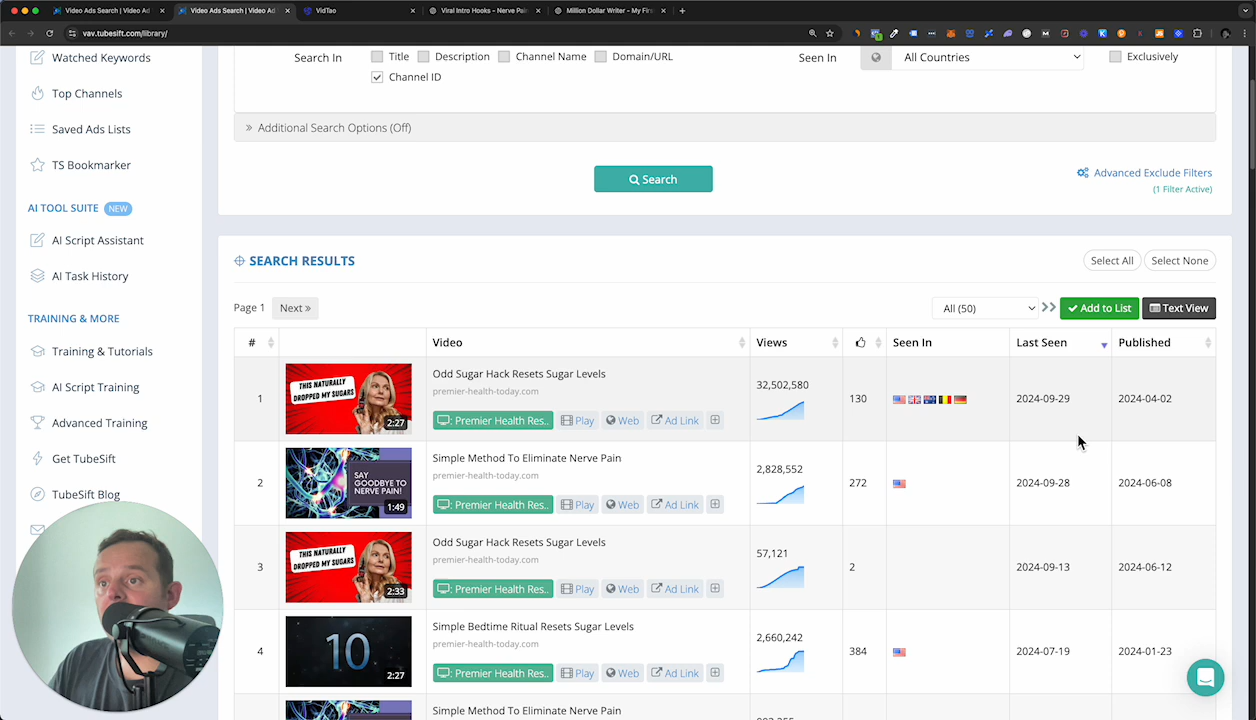 Video Ads Search | Video Ad
Video Ads Search | Video Ad
VidTao
Viral Intro Hooks - Nerve Pain
Million Dollar Writer - My Firs
vav.tubesift.com/library/
Watched Keywords
Top Channels
Saved Ads Lists
TS Bookmarker
AI TOOL SUITE NEW
AI Script Assistant
AI Task History
TRAINING & MORE
Training & Tutorials
AI Script Training
Advanced Training
Get TubeSift
TubeSift Blog
Search In
Title
Description
Channel Name
Domain/URL
Channel ID
Seen In
All Countries
Exclusively
Additional Search Options (Off)
Search
Advanced Exclude Filters
(1 Filter Active)
SEARCH RESULTS
Select All
Select None
Page 1
Next »
All (50)
Add to List
Text View
# Video Views Seen In Last Seen Published
1
THIS NATURALLY
DROPPED MY SUGARS
2:27
Odd Sugar Hack Resets Sugar Levels
premier-health-today.com
: Premier Health Res.. Play Web Ad Link
32,502,580
130
2024-09-29
2024-04-02
2
SAY
GOODBYE TO
NERVE PAIN!
1:49
Simple Method To Eliminate Nerve Pain
premier-health-today.com
: Premier Health Res.. Play Web Ad Link
2,828,552
272
2024-09-28
2024-06-08
3
THIS NATURALLY
DROPPED MY SUGARS
2:33
Odd Sugar Hack Resets Sugar Levels
premier-health-today.com
: Premier Health Res.. Play Web Ad Link
57,121
2
2024-09-13
2024-06-12
4
10
2:27
Simple Bedtime Ritual Resets Sugar Levels
premier-health-today.com
: Premier Health Res.. Play Web Ad Link
2,660,242
384
2024-07-19
2024-01-23
Simple Method To Eliminate Nerve Pain